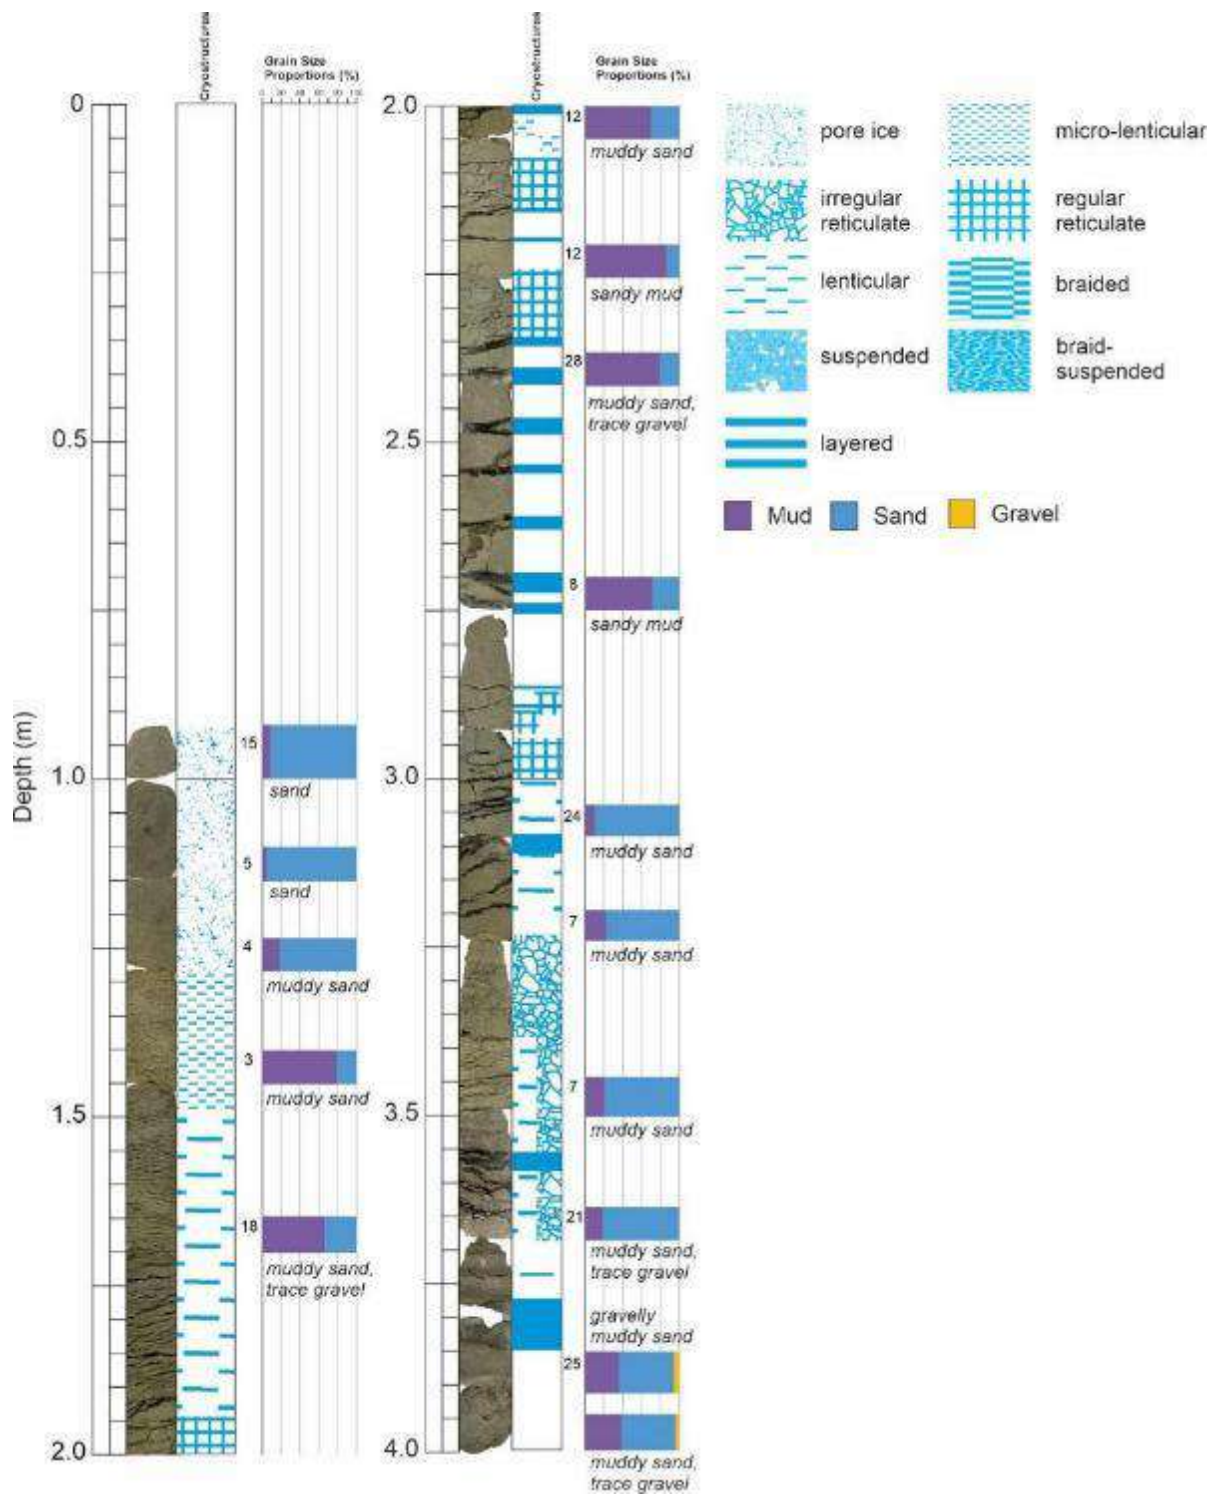 Cryostructures
Grain Size
Proportions (%)
0
0.5
1.0
1.5
2.0
Depth (m)
15
sand
5
sand
4
muddy sand
3
muddy sand
18
muddy sand,
trace gravel
Cryostructures
Grain Size
Proportions (%)
2.0
2.5
3.0
3.5
4.0
12
muddy sand
12
sandy mud
28
muddy sand,
trace gravel
8
sandy mud
24
muddy sand
7
muddy sand
7
muddy sand
21
muddy sand,
trace gravel
gravelly
muddy sand
25
muddy sand,
trace gravel
pore ice
micro-lenticular
irregular
reticulate
regular
reticulate
lenticular
braided
suspended
braid-
suspended
layered
Mud
Sand
Gravel